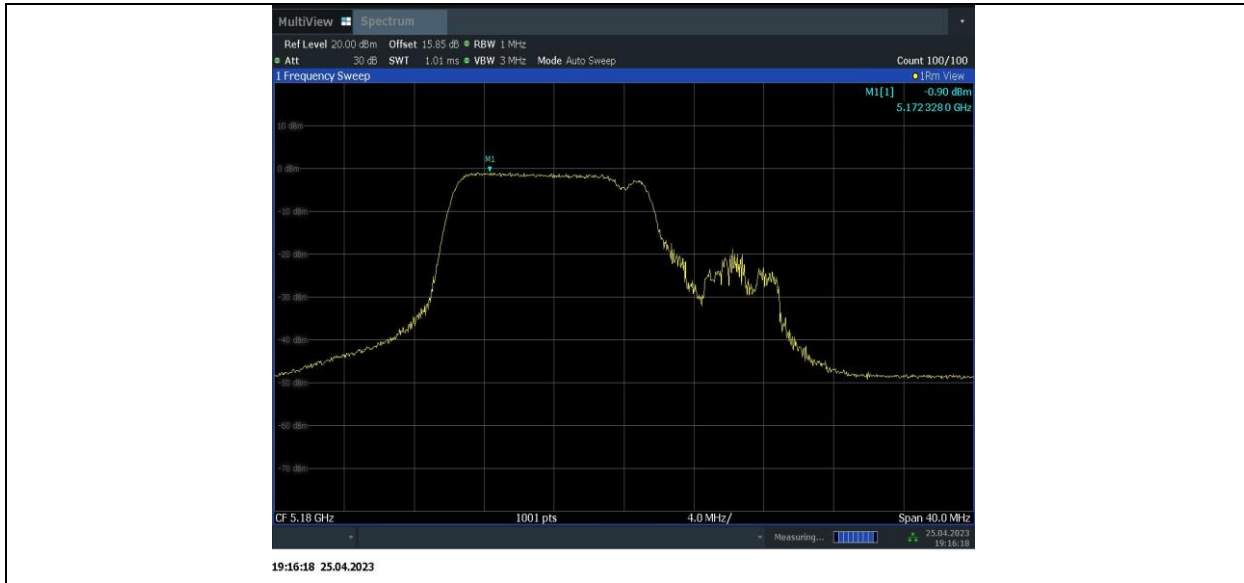 MultiView Spectrum
Ref Level 20.00 dBm Offset 15.85 dB RBW 1 MHz
Att 30 dB SWT 1.01 ms VBW 3 MHz Mode Auto Sweep Count 100/100
1 Frequency Sweep 1Rm View
M1[1] -0.90 dBm
5.1723280 GHz
10 dBm
M1
0 dBm
-10 dBm
-20 dBm
-30 dBm
-40 dBm
-50 dBm
-60 dBm
-70 dBm
CF 5.18 GHz 1001 pts 4.0 MHz/ Span 40.0 MHz
Measuring... 25.04.2023
19:16:18
19:16:18 25.04.2023